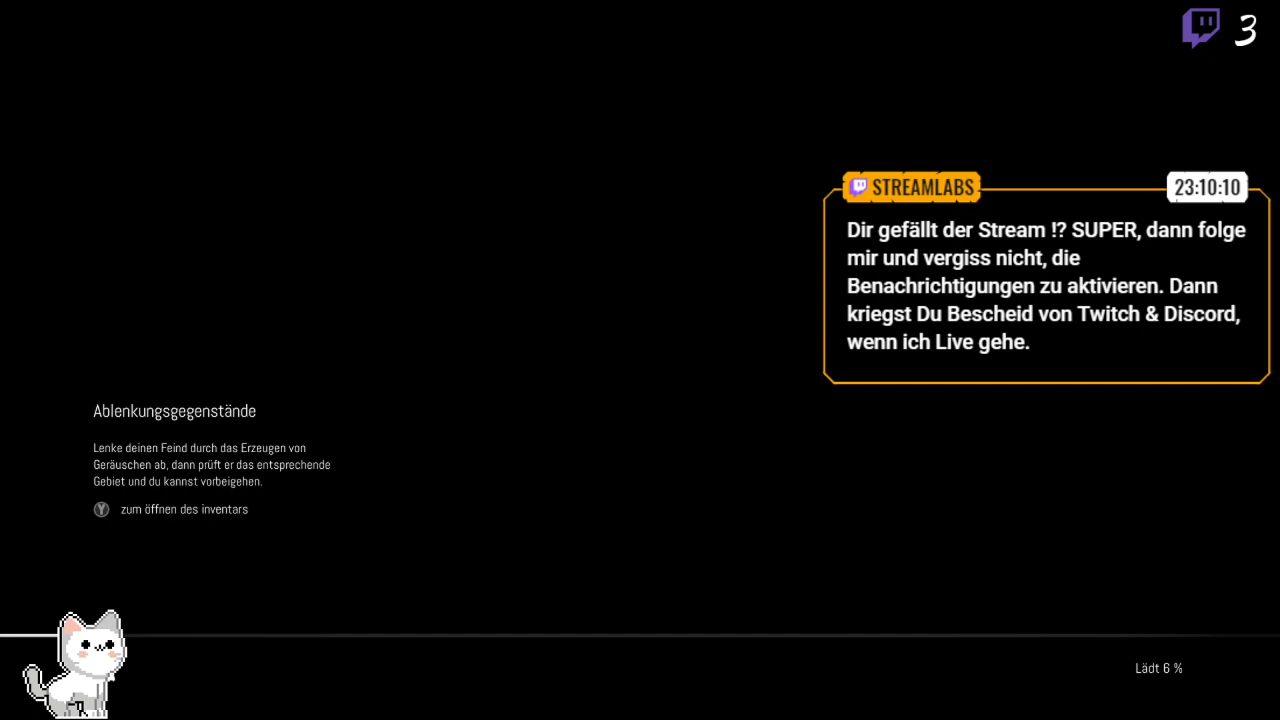 3
STREAMLABS
23:10:10
Dir gefällt der Stream !? SUPER, dann folge
mir und vergiss nicht, die
Benachrichtigungen zu aktivieren. Dann
kriegst Du Bescheid von Twitch & Discord,
wenn ich Live gehe.
Ablenkungsgegenstände
Lenke deinen Feind durch das Erzeugen von
Geräuschen ab, dann prüft er das entsprechende
Gebiet und du kannst vorbeigehen.
Y zum öffnen des inventars
Lädt 6 %